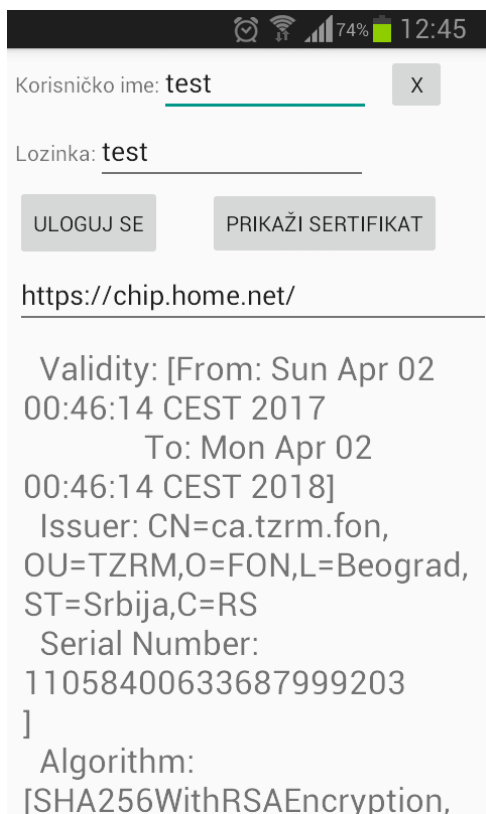 74% 12:45
Korisničko ime: test X
Lozinka: test
ULOGUJ SE PRIKAŽI SERTIFIKAT
https://chip.home.net/
Validity: [From: Sun Apr 02
00:46:14 CEST 2017
To: Mon Apr 02
00:46:14 CEST 2018]
Issuer: CN=ca.tzrm.fon,
OU=TZRM,O=FON,L=Beograd,
ST=Srbija,C=RS
Serial Number:
11058400633687999203
]
Algorithm:
[SHA256WithRSAEncryption,